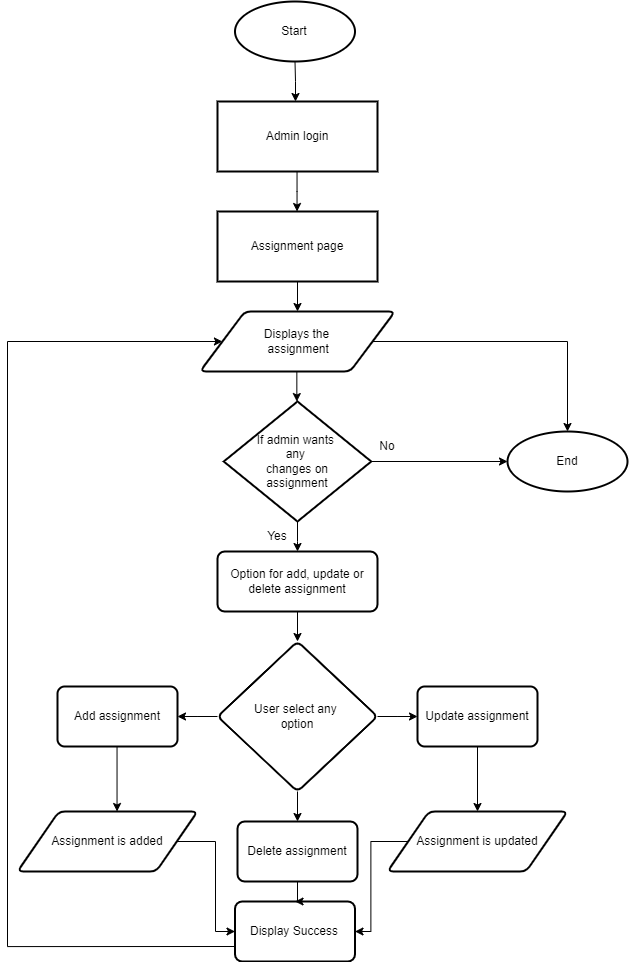 Start
Admin login
Assignment page
Displays the
assignment
If admin wants
any
changes on
assignment
No
End
Yes
Option for add, update or
delete assignment
User select any
option
Add assignment
Update assignment
Assignment is added
Delete assignment
Assignment is updated
Display Success